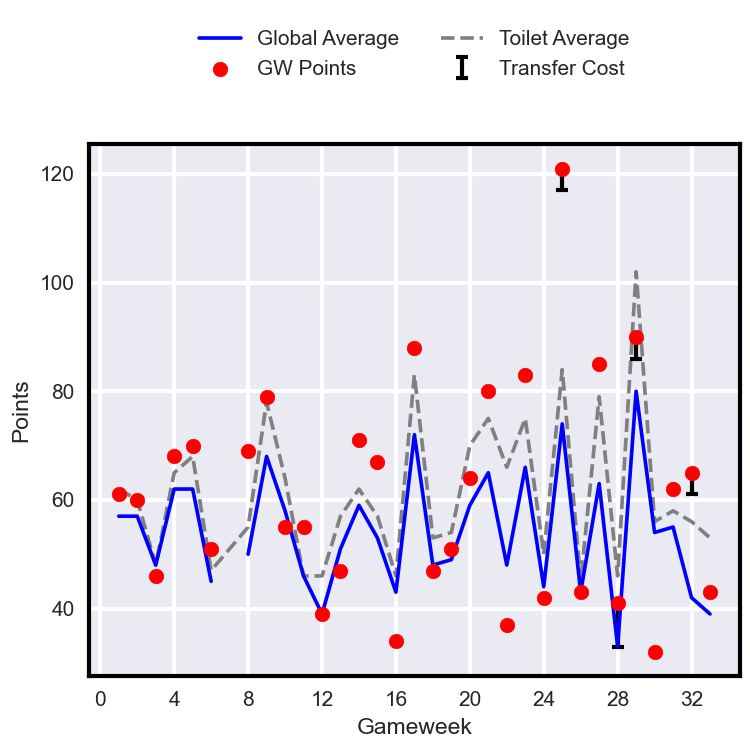 Global Average
Toilet Average
GW Points
Transfer Cost
120
100
80
60
40
Points
0 4 8 12 16 20 24 28 32
Gameweek